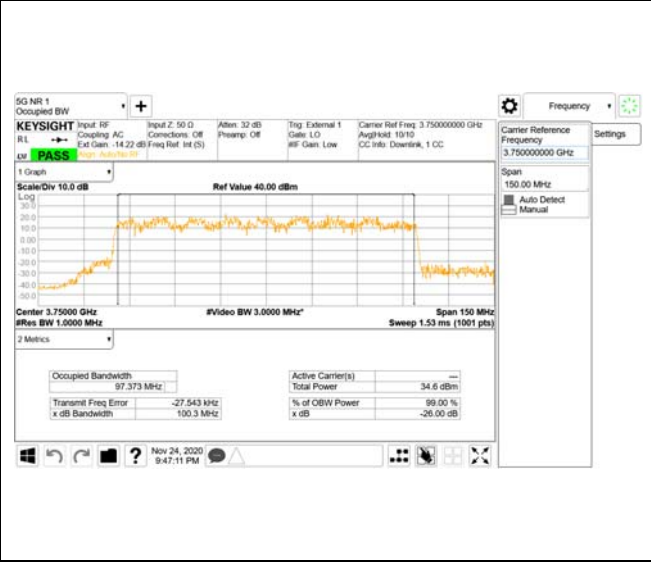 5G NR 1
Occupied BW
Frequency
KEYSIGHT
R L
PASS
Input: RF
Coupling: AC
Ext Gain: -14.22 dB
Align: Auto/No RF
Input Z: 50 Ω
Corrections: Off
Freq Ref: Int (S)
Atten: 32 dB
Preamp: Off
Trig: External 1
Gate: LO
#IF Gain: Low
Carrier Ref Freq: 3.750000000 GHz
Avg|Hold: 10/10
CC Info: Downlink, 1 CC
Carrier Reference
Frequency
3.750000000 GHz
Settings
Span
150.00 MHz
Auto Detect
Manual
1 Graph
Scale/Div 10.0 dB
Ref Value 40.00 dBm
Log
30.0
20.0
10.0
0.00
-10.0
-20.0
-30.0
-40.0
-50.0
Center 3.75000 GHz
#Video BW 3.0000 MHz*
Span 150 MHz
#Res BW 1.0000 MHz
Sweep 1.53 ms (1001 pts)
2 Metrics
Occupied Bandwidth
97.373 MHz
Transmit Freq Error
-27.543 kHz
x dB Bandwidth
100.3 MHz
Active Carrier(s)
---
Total Power
34.6 dBm
% of OBW Power
99.00 %
x dB
-26.00 dB
?
Nov 24, 2020
9:47:11 PM